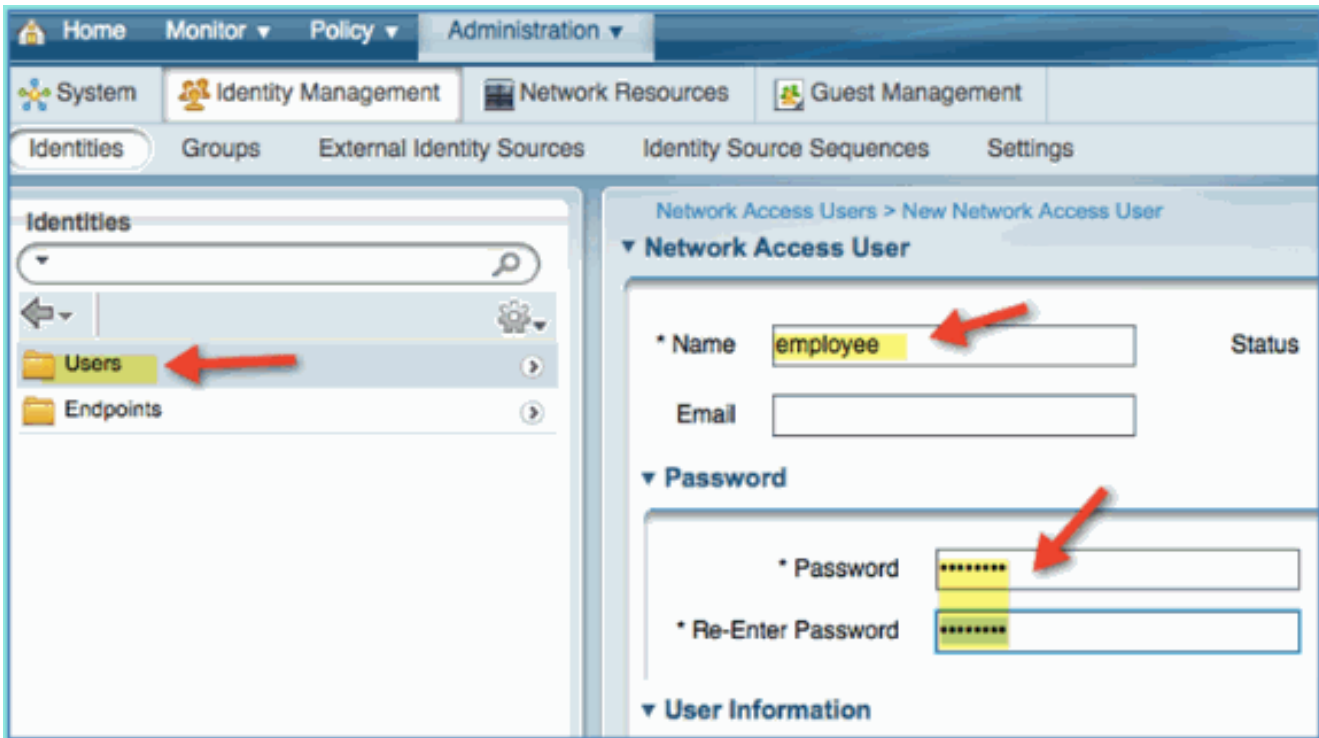 Home Monitor Policy Administration
System Identity Management Network Resources Guest Management
Identities Groups External Identity Sources Identity Source Sequences Settings
Identities
Users
Endpoints
Network Access Users > New Network Access User
Network Access User
* Name employee Status
Email
Password
* Password ••••••••
* Re-Enter Password ••••••••
User Information